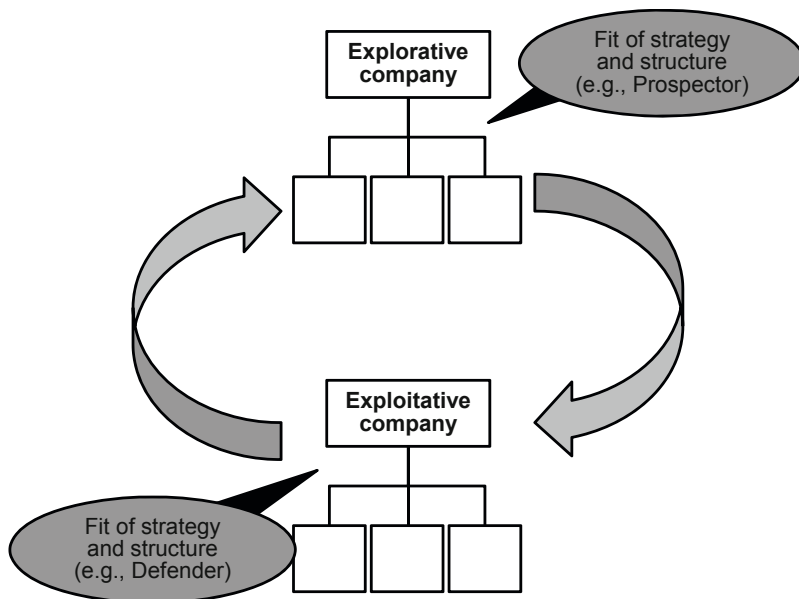 Explorative
company
Fit of strategy
and structure
(e.g., Prospector)
Exploitative
company
Fit of strategy
and structure
(e.g., Defender)